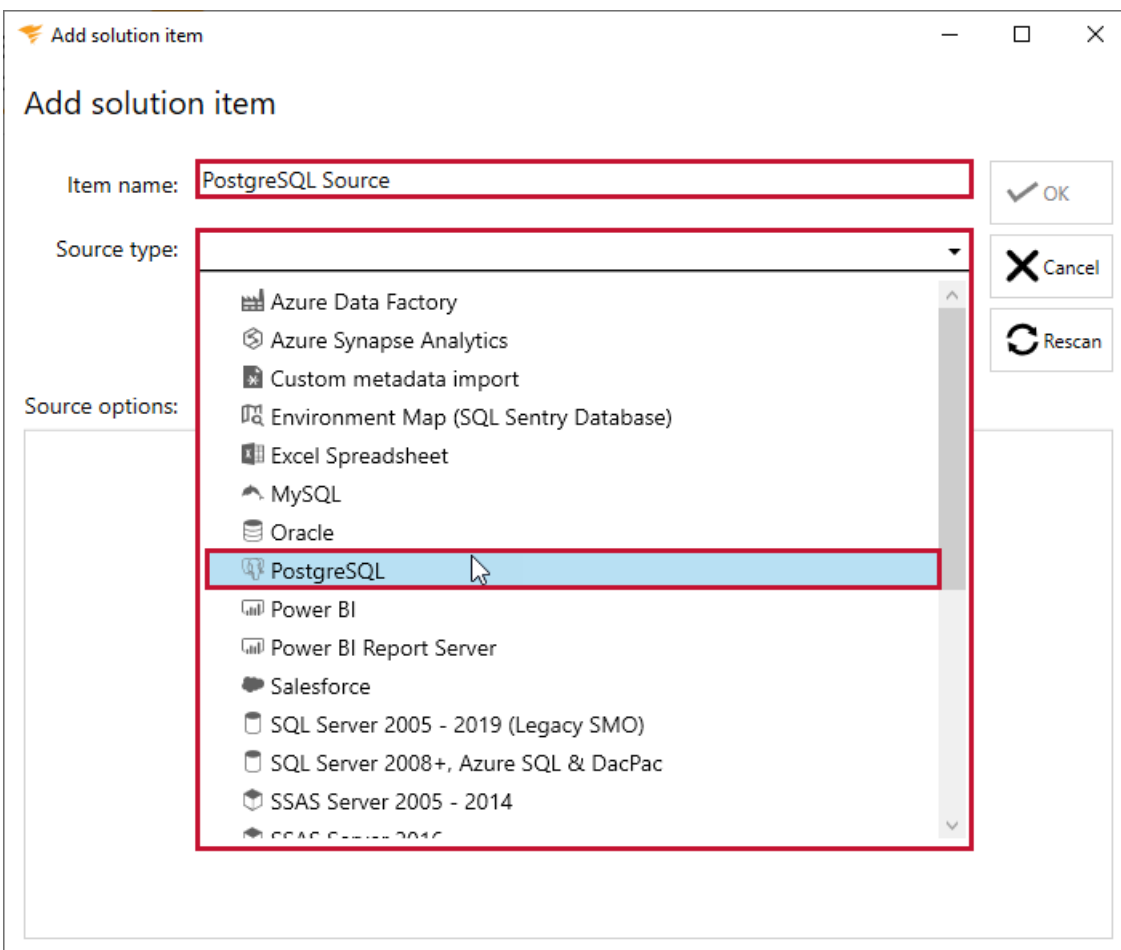 Add solution item
Add solution item
Item name:
PostgreSQL Source
OK
Source type:
Cancel
Azure Data Factory
Azure Synapse Analytics
Rescan
Custom metadata import
Source options:
Environment Map (SQL Sentry Database)
Excel Spreadsheet
MySQL
Oracle
PostgreSQL
Power BI
Power BI Report Server
Salesforce
SQL Server 2005 - 2019 (Legacy SMO)
SQL Server 2008+, Azure SQL & DacPac
SSAS Server 2005 - 2014
SSAS Server 2016